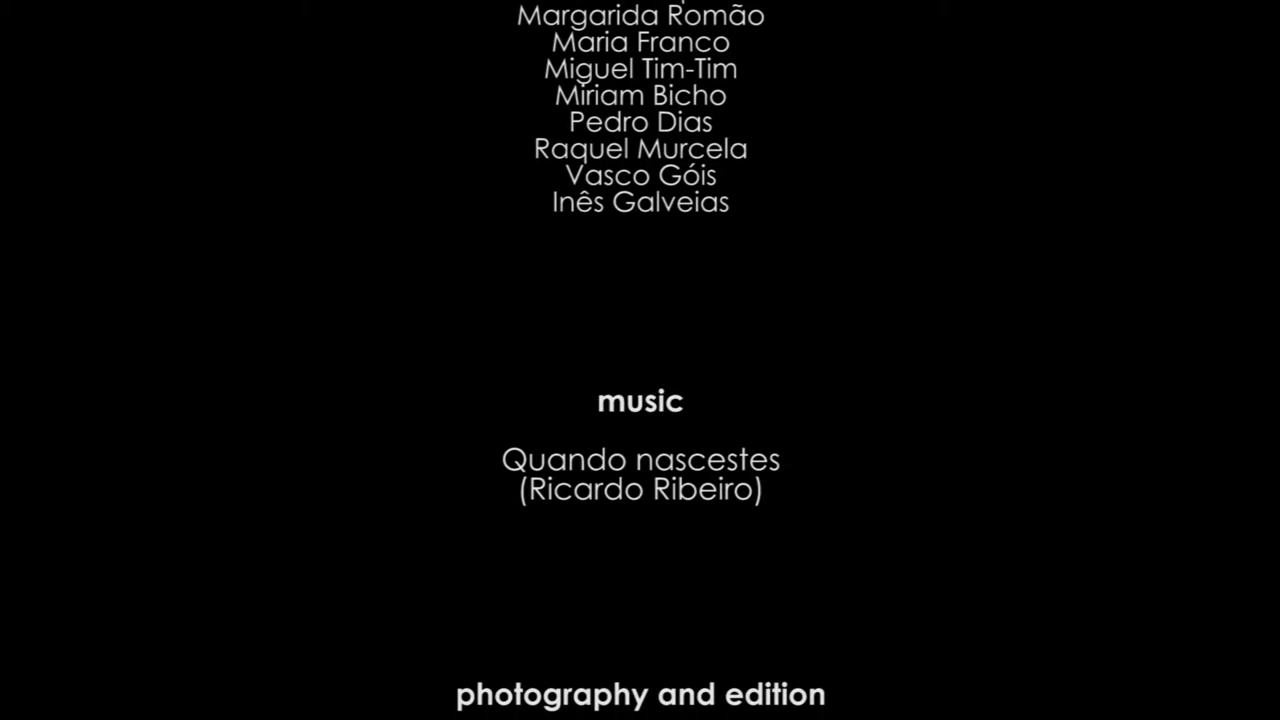 Margarida Romão
Maria Franco
Miguel Tim-Tim
Miriam Bicho
Pedro Dias
Raquel Murcela
Vasco Góis
Inês Galveias
music
Quando nascestes
(Ricardo Ribeiro)
photography and edition